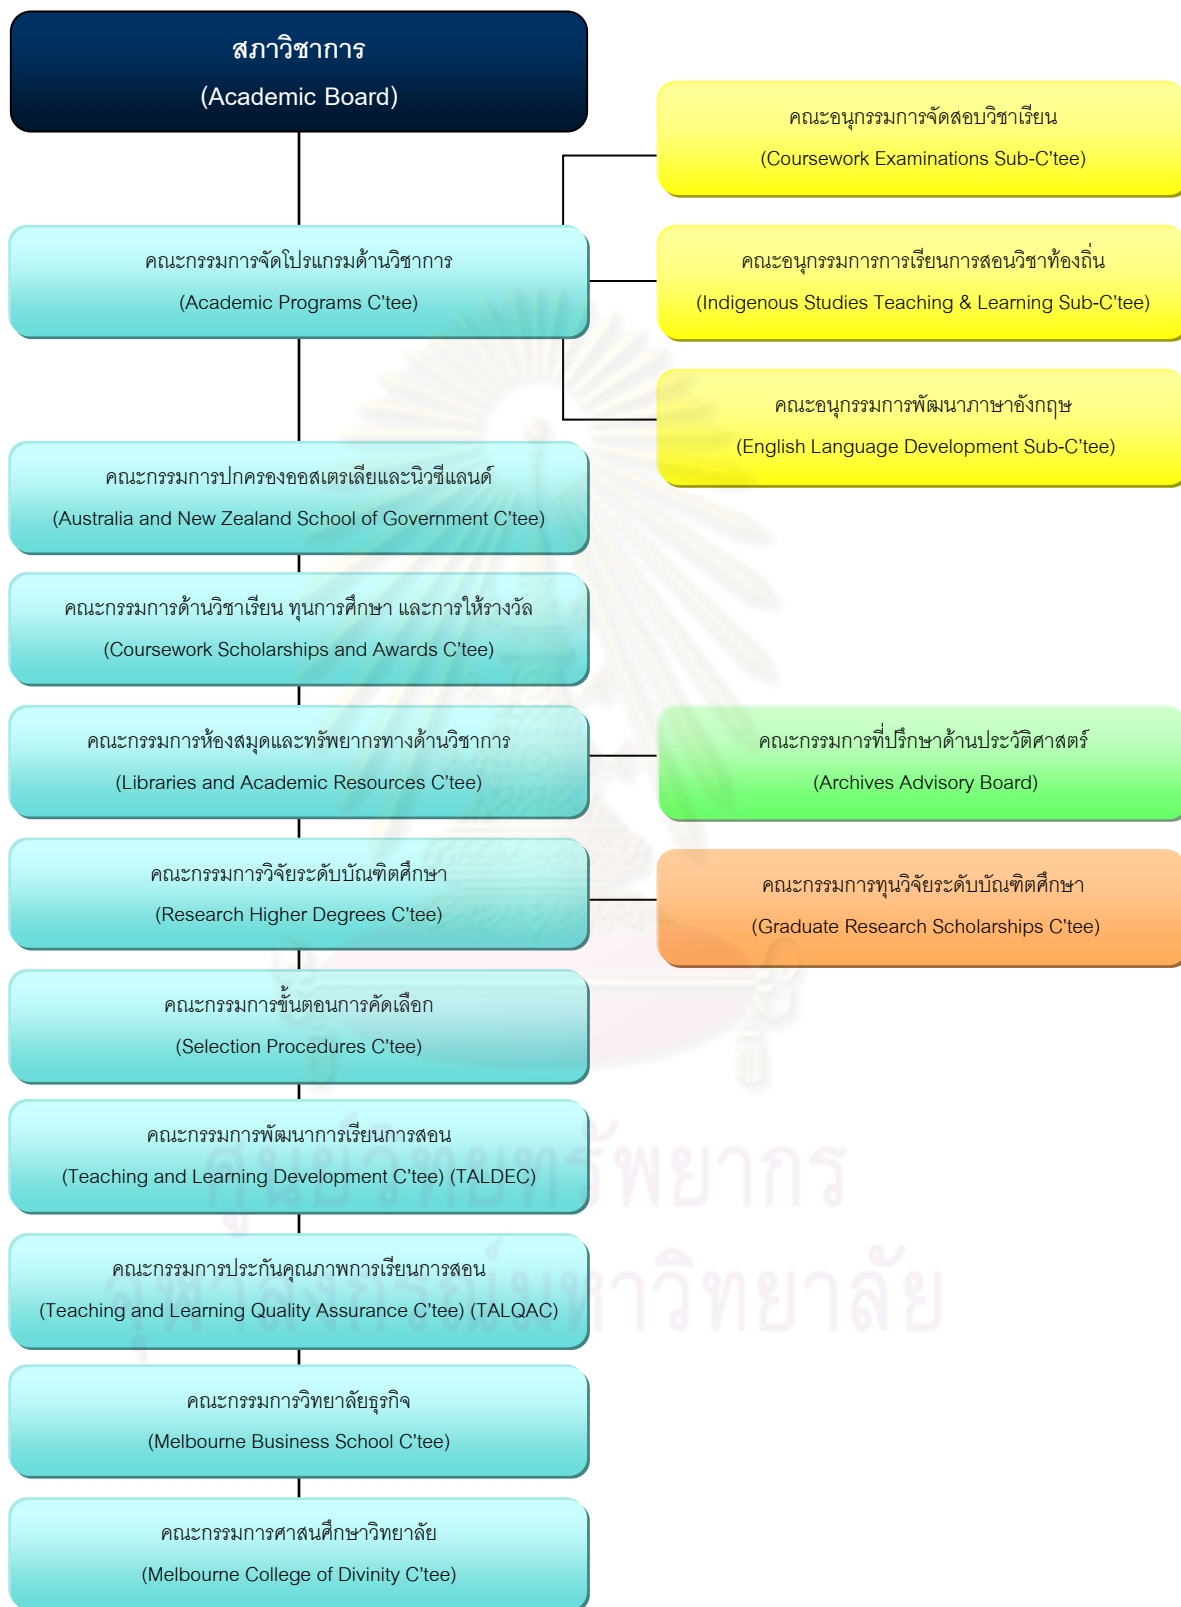 สภาวิชาการ
(Academic Board)
คณะอนุกรรมการจัดสอบวิชาเรียน
(Coursework Examinations Sub-C'tee)
คณะกรรมการจัดโปรแกรมด้านวิชาการ
(Academic Programs C'tee)
คณะอนุกรรมการการเรียนการสอนวิชาท้องถิ่น
(Indigenous Studies Teaching & Learning Sub-C'tee)
คณะอนุกรรมการพัฒนาภาษาอังกฤษ
(English Language Development Sub-C'tee)
คณะกรรมการปกครองออสเตรเลียและนิวซีแลนด์
(Australia and New Zealand School of Government C'tee)
คณะกรรมการด้านวิชาเรียน ทุนการศึกษา และการให้รางวัล
(Coursework Scholarships and Awards C'tee)
คณะกรรมการห้องสมุดและทรัพยากรทางด้านวิชาการ
(Libraries and Academic Resources C'tee)
คณะกรรมการที่ปรึกษาด้านประวัติศาสตร์
(Archives Advisory Board)
คณะกรรมการวิจัยระดับบัณฑิตศึกษา
(Research Higher Degrees C'tee)
คณะกรรมการทุนวิจัยระดับบัณฑิตศึกษา
(Graduate Research Scholarships C'tee)
คณะกรรมการขั้นตอนการคัดเลือก
(Selection Procedures C'tee)
คณะกรรมการพัฒนาการเรียนการสอน
(Teaching and Learning Development C'tee) (TALDEC)
ศูนย์วิทยทรัพยากร
คณะกรรมการประกันคุณภาพการเรียนการสอน
(Teaching and Learning Quality Assurance C'tee) (TALQAC)
จุฬาลงกรณ์มหาวิทยาลัย
คณะกรรมการวิทยาลัยธุรกิจ
(Melbourne Business School C'tee)
คณะกรรมการศาสนศึกษาวิทยาลัย
(Melbourne College of Divinity C'tee)